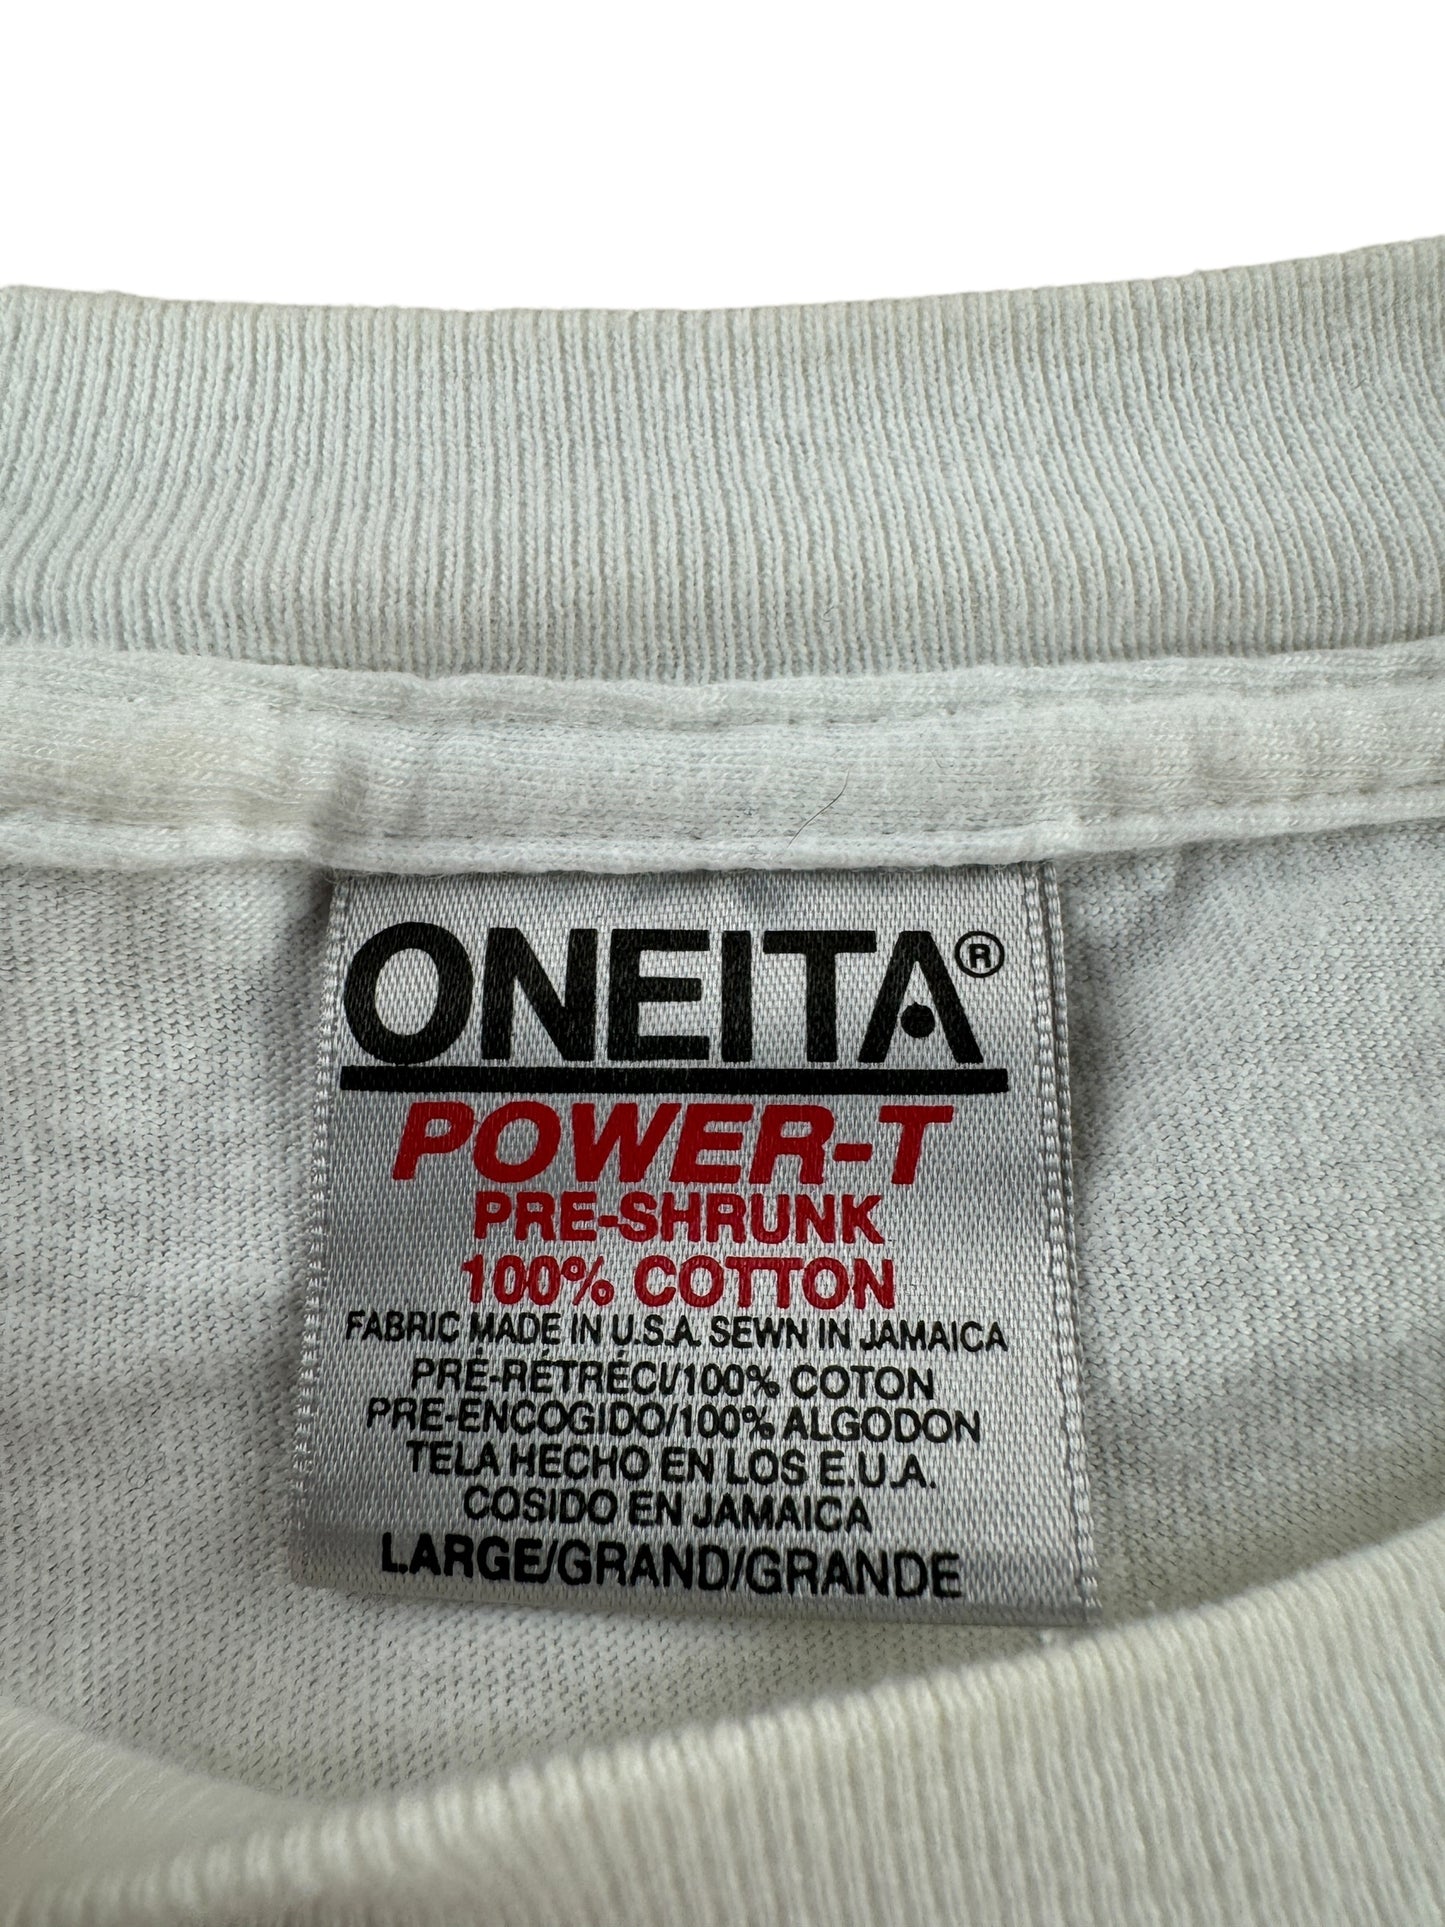 ONEITA®
POWER-T
PRE-SHRUNK
100% COTTON
FABRIC MADE IN U.S.A. SEWN IN JAMAICA
PRÉ-RÉTRÉCI/100% COTON
PRE-ENCOGIDO/100% ALGODON
TELA HECHO EN LOS E.U.A.
COSIDO EN JAMAICA
LARGE/GRAND/GRANDE